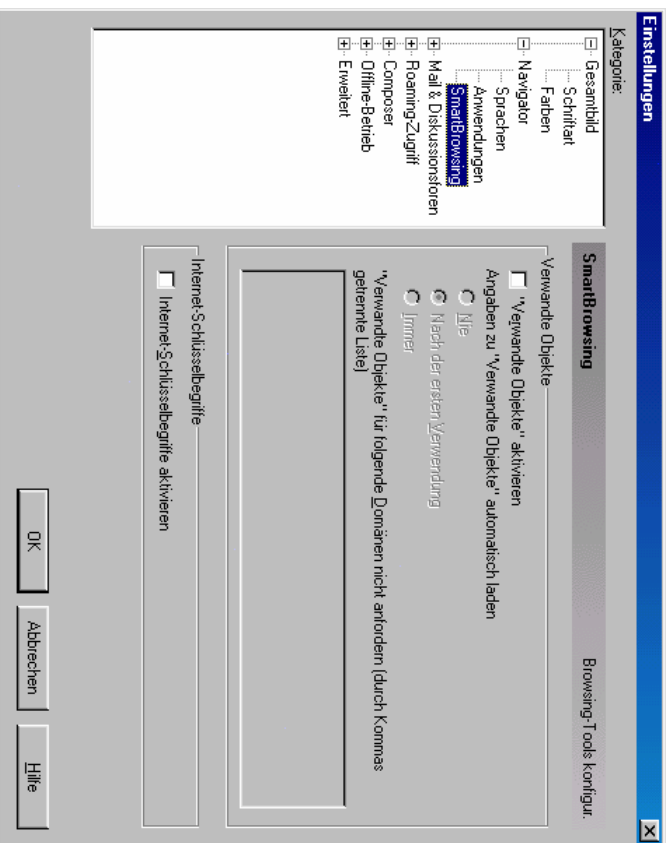 Einstellungen
Kategorie:
Gesamtbild
Schriftart
Farben
Navigator
Sprachen
Anwendungen
SmartBrowsing
Mail & Diskussionsforen
Roaming-Zugriff
Composer
Offline-Betrieb
Erweitert
SmartBrowsing Browsing-Tools konfigur.
Verwandte Objekte
"Verwandte Objekte" aktivieren
Angaben zu "Verwandte Objekte" automatisch laden
Nie
Nach der ersten Verwendung
Immer
"Verwandte Objekte" für folgende Domänen nicht anfordern (durch Kommas
getrennte Liste)
Internet-Schlüsselbegriffe
Internet-Schlüsselbegriffe aktivieren
OK Abbrechen Hilfe